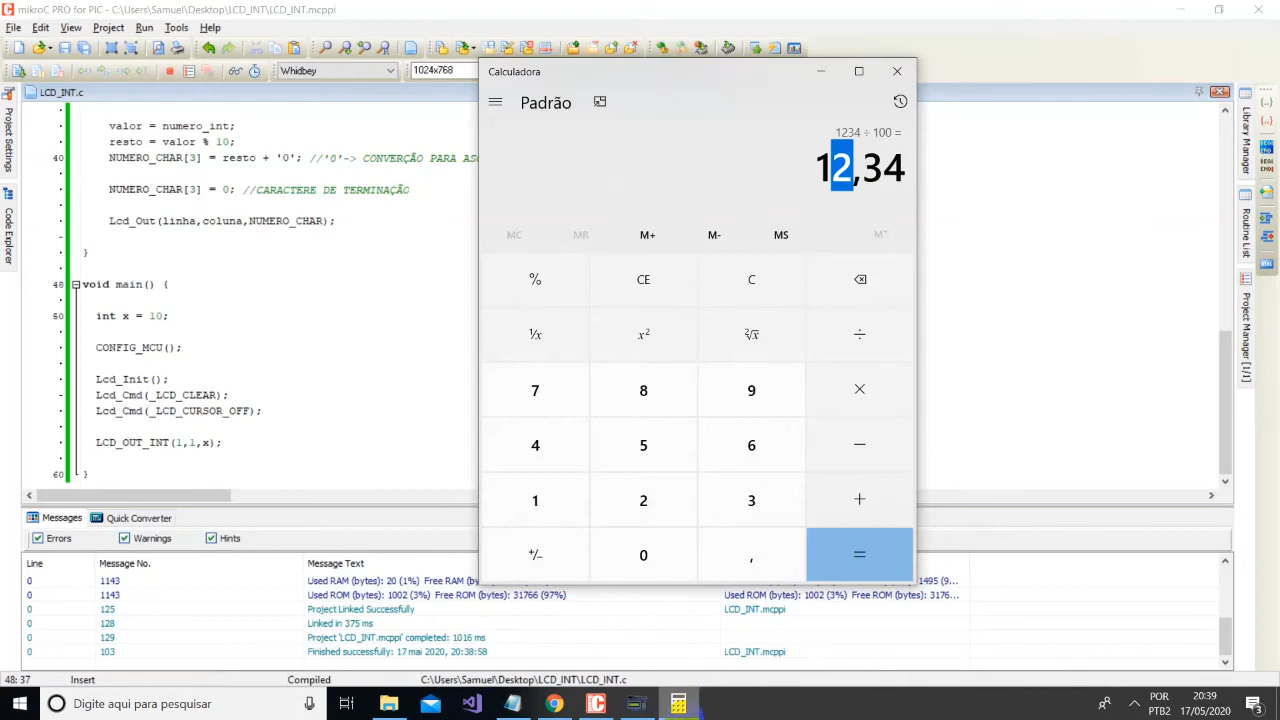 mikroC PRO for PIC - C:\Users\Samuel\Desktop\LCD_INT\LCD_INT.mcppi
File Edit View Project Run Tools Help
Whidbey
1024x768
LCD_INT.c
valor = numero_int;
resto = valor % 10;
40 NUMERO_CHAR[3] = resto + '0'; //'0'-> CONVERÇÃO PARA AS
NUMERO_CHAR[3] = 0; //CARACTERE DE TERMINAÇÃO
Lcd_Out(linha,coluna,NUMERO_CHAR);
}
48 void main() {
50 int x = 10;
CONFIG_MCU();
Lcd_Init();
Lcd_Cmd(_LCD_CLEAR);
Lcd_Cmd(_LCD_CURSOR_OFF);
LCD_OUT_INT(1,1,x);
60 }
Project Settings
Code Explorer
Calculadora
Padrão
1234 ÷ 100 =
12,34
MC MR M+ M- MS M˅
% CE C
¹/x x² ²√x ÷
7 8 9 ×
4 5 6 −
1 2 3 +
+/− 0 , =
Library Manager
Routine List
Project Manager [1/1]
Messages Quick Converter
Errors Warnings Hints
Line Message No. Message Text
0 1143 Used RAM (bytes): 20 (1%) Free RAM (bytes): 1495 (9...
0 1143 Used ROM (bytes): 1002 (3%) Free ROM (bytes): 31766 (97%) Used ROM (bytes): 1002 (3%) Free ROM (bytes): 3176...
0 125 Project Linked Successfully LCD_INT.mcppi
0 128 Linked in 375 ms
0 129 Project 'LCD_INT.mcppi' completed: 1016 ms
0 103 Finished successfully: 17 mai 2020, 20:38:58 LCD_INT.mcppi
48: 37 Insert Compiled C:\Users\Samuel\Desktop\LCD_INT\LCD_INT.c
Digite aqui para pesquisar
POR
PTB2
20:39
17/05/2020
3